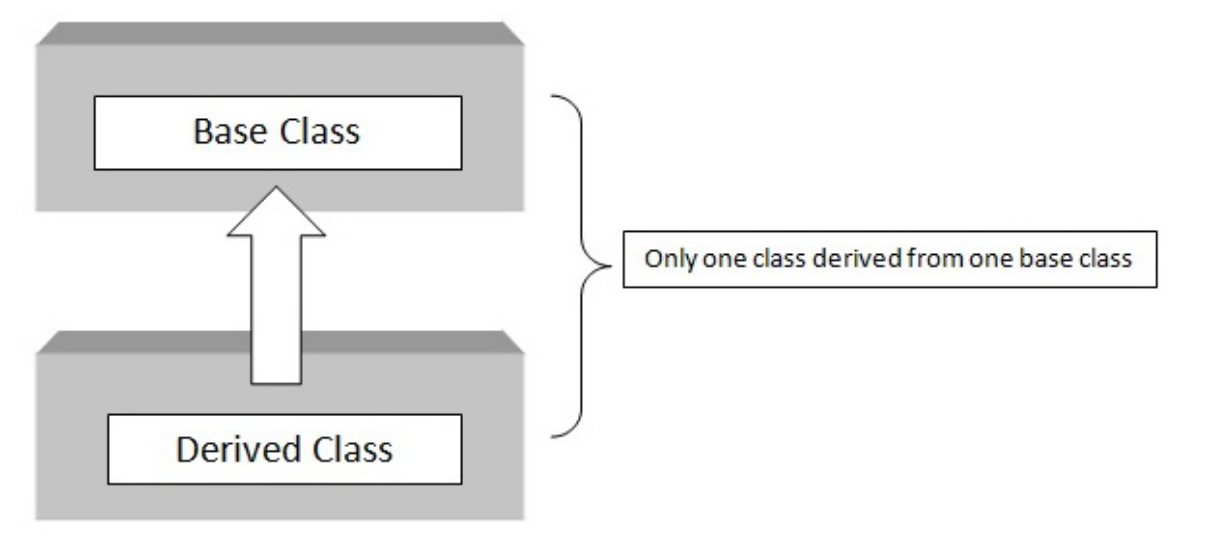 Base Class
Only one class derived from one base class
Derived Class